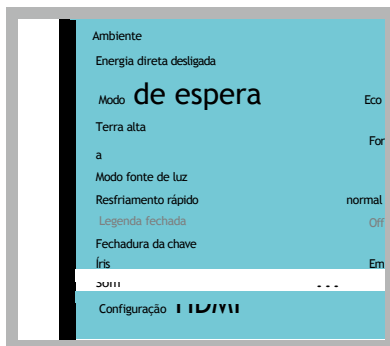 Ambiente
Energia direta desligada
Modo de espera Eco
Terra alta
For
a
Modo fonte de luz
Resfriamento rápido normal
Legenda fechada Off
Fechadura da chave
Íris Em
Som - - -
Configuração HDMI